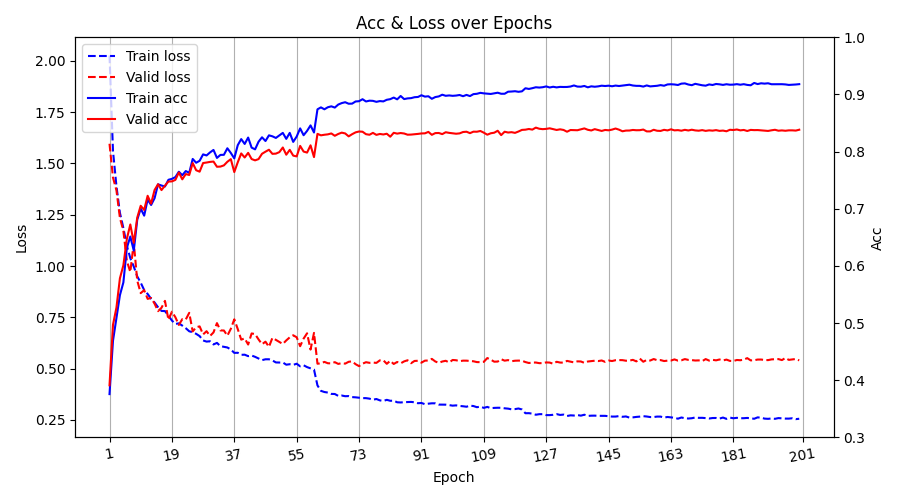 Acc & Loss over Epochs
Train loss
Valid loss
Train acc
Valid acc
2.00
1.75
1.50
1.25
1.00
0.75
0.50
0.25
Loss
1.0
0.9
0.8
0.7
0.6
0.5
0.4
0.3
Acc
1 19 37 55 73 91 109 127 145 163 181 201
Epoch